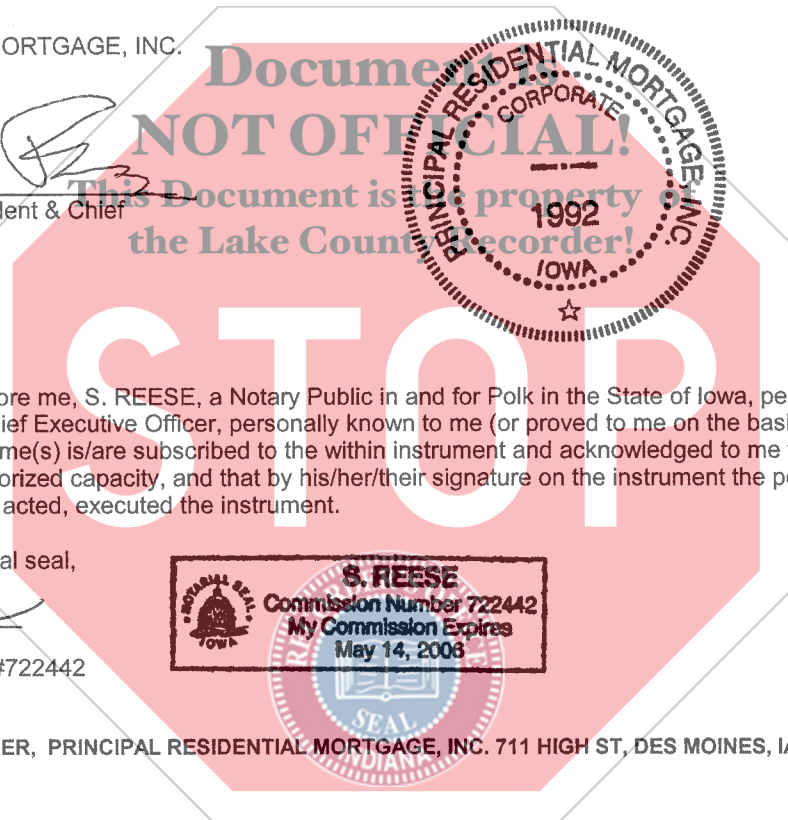 ORTGAGE, INC.
Document is
NOT OFFICIAL!
This Document is the property of
the Lake County Recorder!
dent & Chief
PRINCIPAL RESIDENTIAL MORTGAGE, INC.
CORPORATE
1992
IOWA
STOP
ore me, S. REESE, a Notary Public in and for Polk in the State of Iowa, pe
ief Executive Officer, personally known to me (or proved to me on the basi
me(s) is/are subscribed to the within instrument and acknowledged to me
orized capacity, and that by his/her/their signature on the instrument the pe
acted, executed the instrument.
al seal,
NOTARIAL SEAL
IOWA
S. REESE
Commission Number 722442
My Commission Expires
May 14, 2006
#722442
SEAL
INDIANA
ER, PRINCIPAL RESIDENTIAL MORTGAGE, INC. 711 HIGH ST, DES MOINES, IA